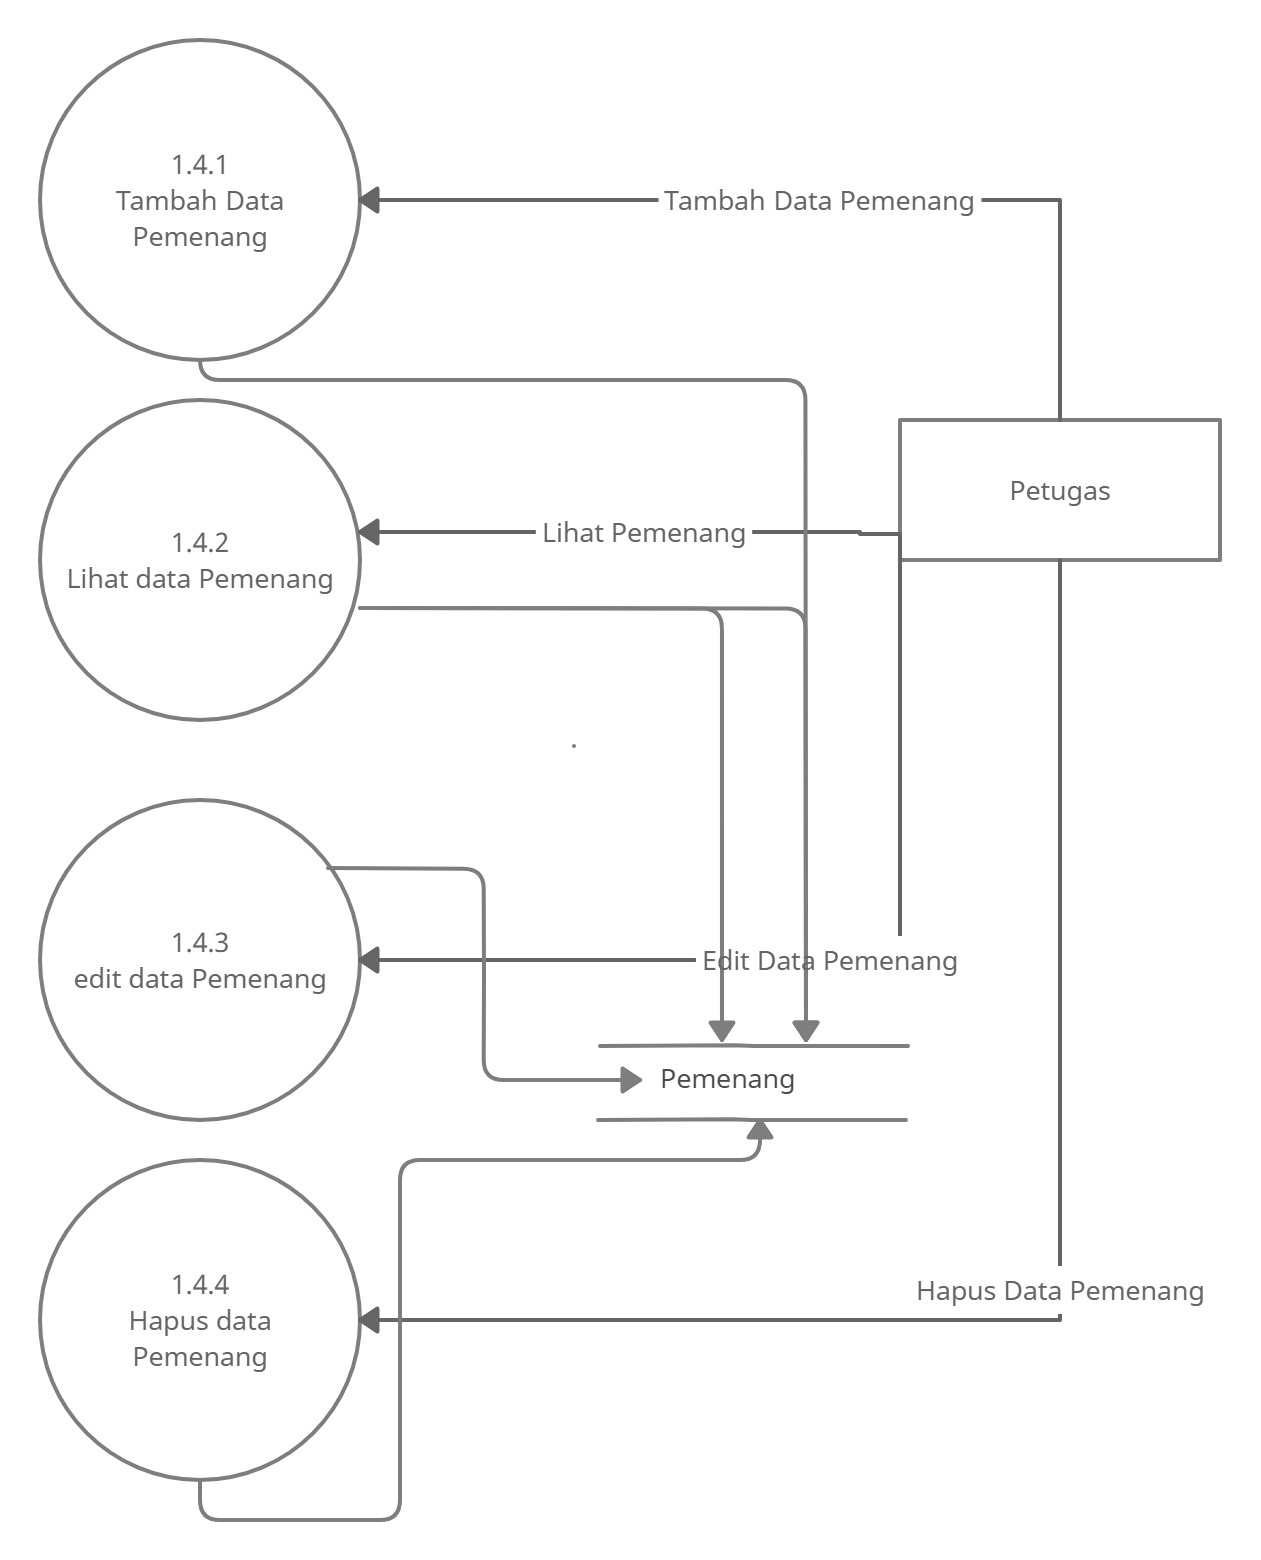 1.4.1
Tambah Data
Pemenang
Tambah Data Pemenang
Petugas
1.4.2
Lihat data Pemenang
Lihat Pemenang
1.4.3
edit data Pemenang
Edit Data Pemenang
Pemenang
1.4.4
Hapus data
Pemenang
Hapus Data Pemenang